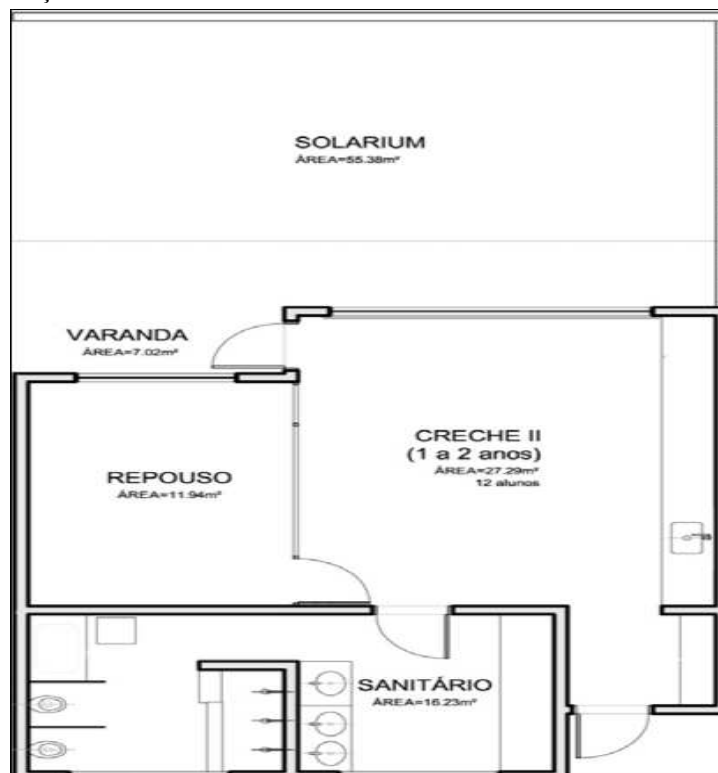 SOLARIUM
ÁREA=55.38m²
VARANDA
ÁREA=7.02m²
CRECHE II
(1 a 2 anos)
ÁREA=27.29m²
12 alunos
REPOUSO
ÁREA=11.94m²
SANITÁRIO
ÁREA=16.23m²